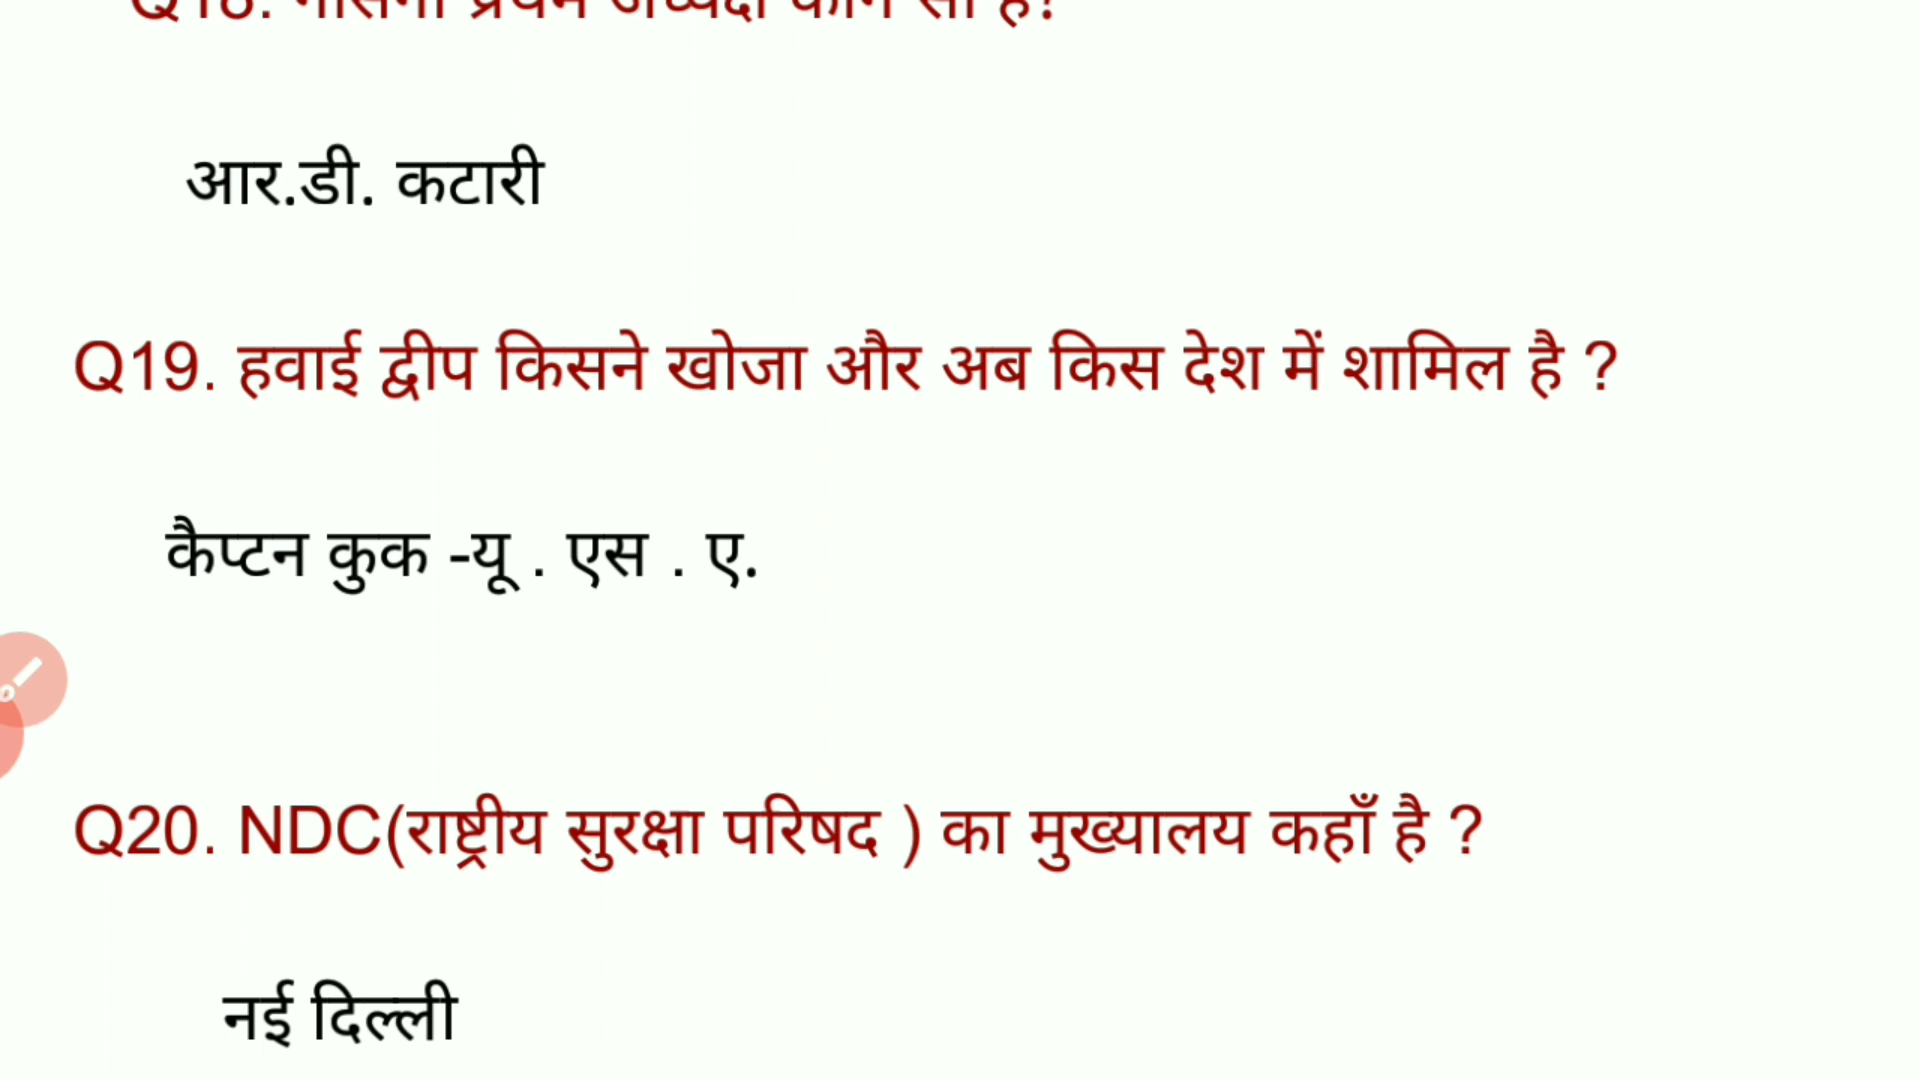 आर.डी. कटारी
Q19. हवाई द्वीप किसने खोजा और अब किस देश में शामिल है ?
कैप्टन कुक -यू . एस . ए.
Q20. NDC(राष्ट्रीय सुरक्षा परिषद ) का मुख्यालय कहाँ है ?
नई दिल्ली